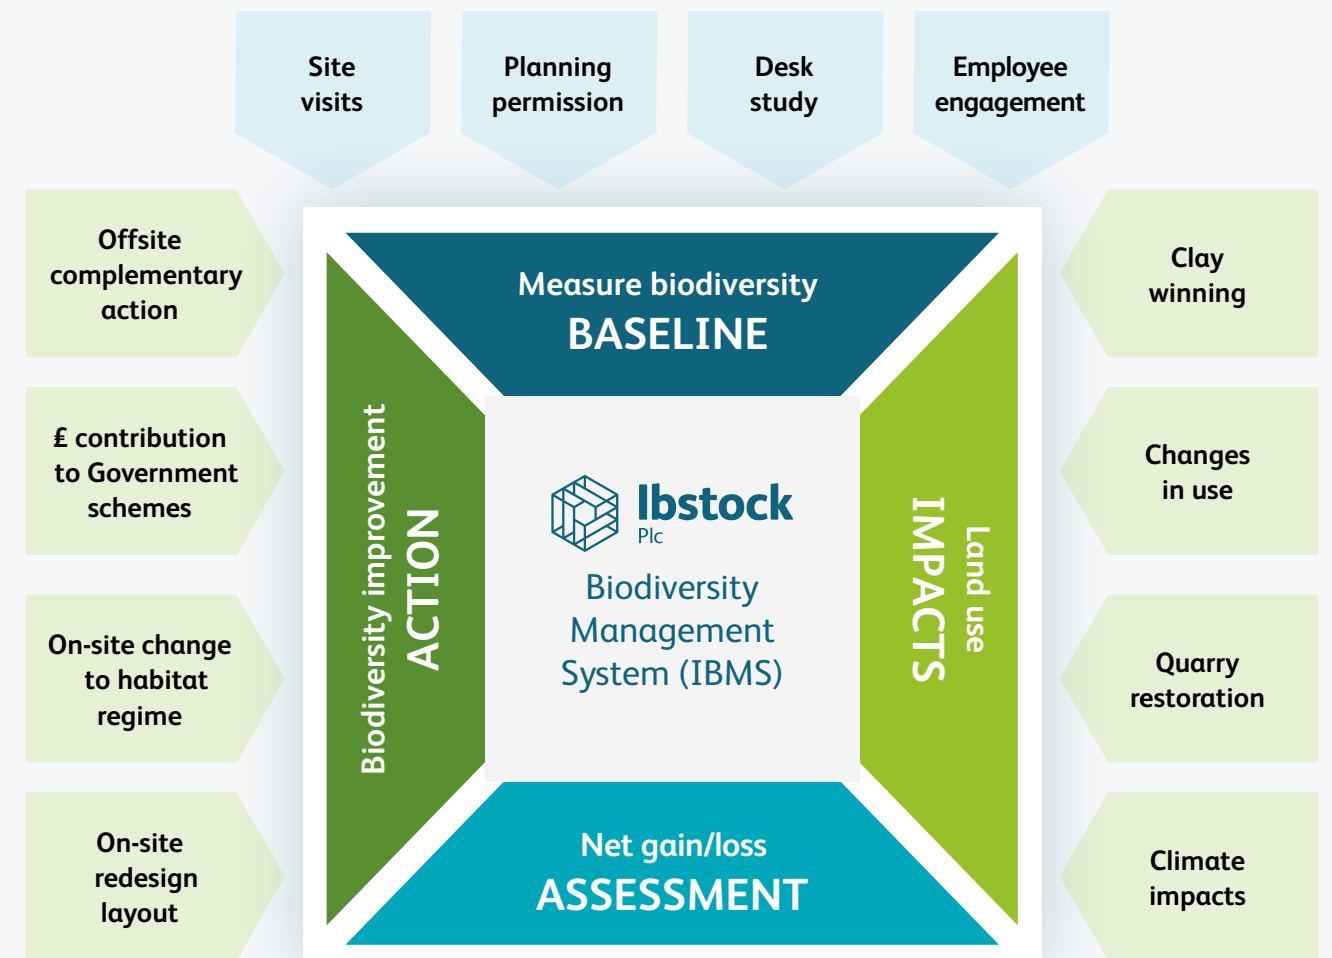 Site
visits
Planning
permission
Desk
study
Employee
engagement
Offsite
complementary
action
£ contribution
to Government
schemes
On-site change
to habitat
regime
On-site
redesign
layout
Measure biodiversity
BASELINE
Biodiversity improvement
ACTION
Ibstock
Plc
Biodiversity
Management
System (IBMS)
Land use
IMPACTS
Net gain/loss
ASSESSMENT
Clay
winning
Changes
in use
Quarry
restoration
Climate
impacts